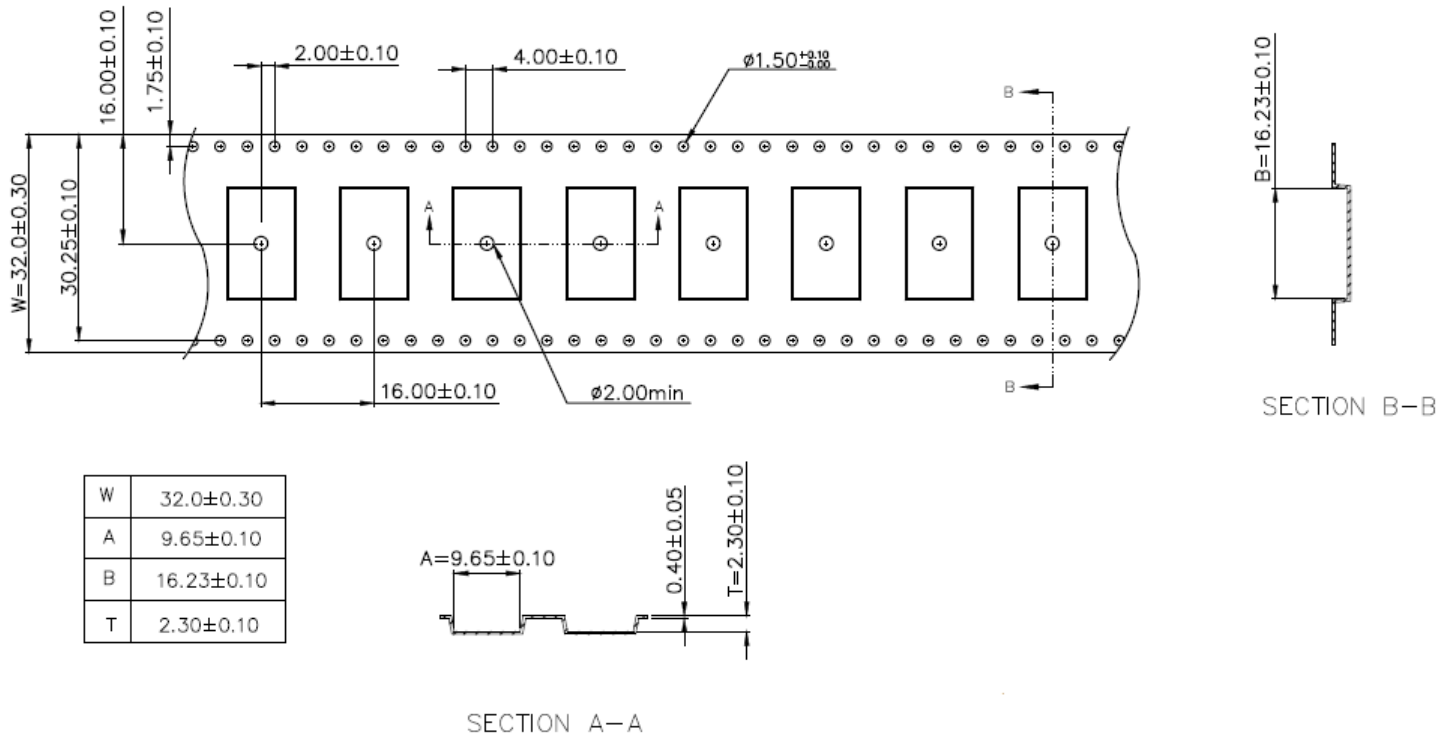 2.00±0.10
4.00±0.10
ø1.50+0.10 -0.00
16.00±0.10
1.75±0.10
B
B=16.23±0.10
W=32.0±0.30
30.25±0.10
A
A
16.00±0.10
ø2.00min
B
SECTION B-B
W 32.0±0.30
A 9.65±0.10
B 16.23±0.10
T 2.30±0.10
A=9.65±0.10
0.40±0.05
T=2.30±0.10
SECTION A-A